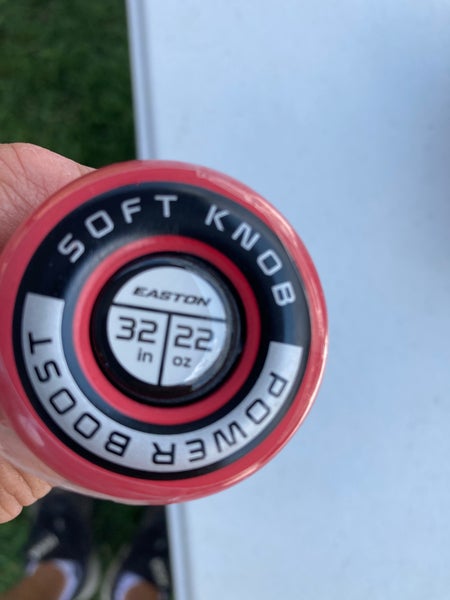 SOFT KNOB
EASTON
32 22
in oz
POWER BOOST